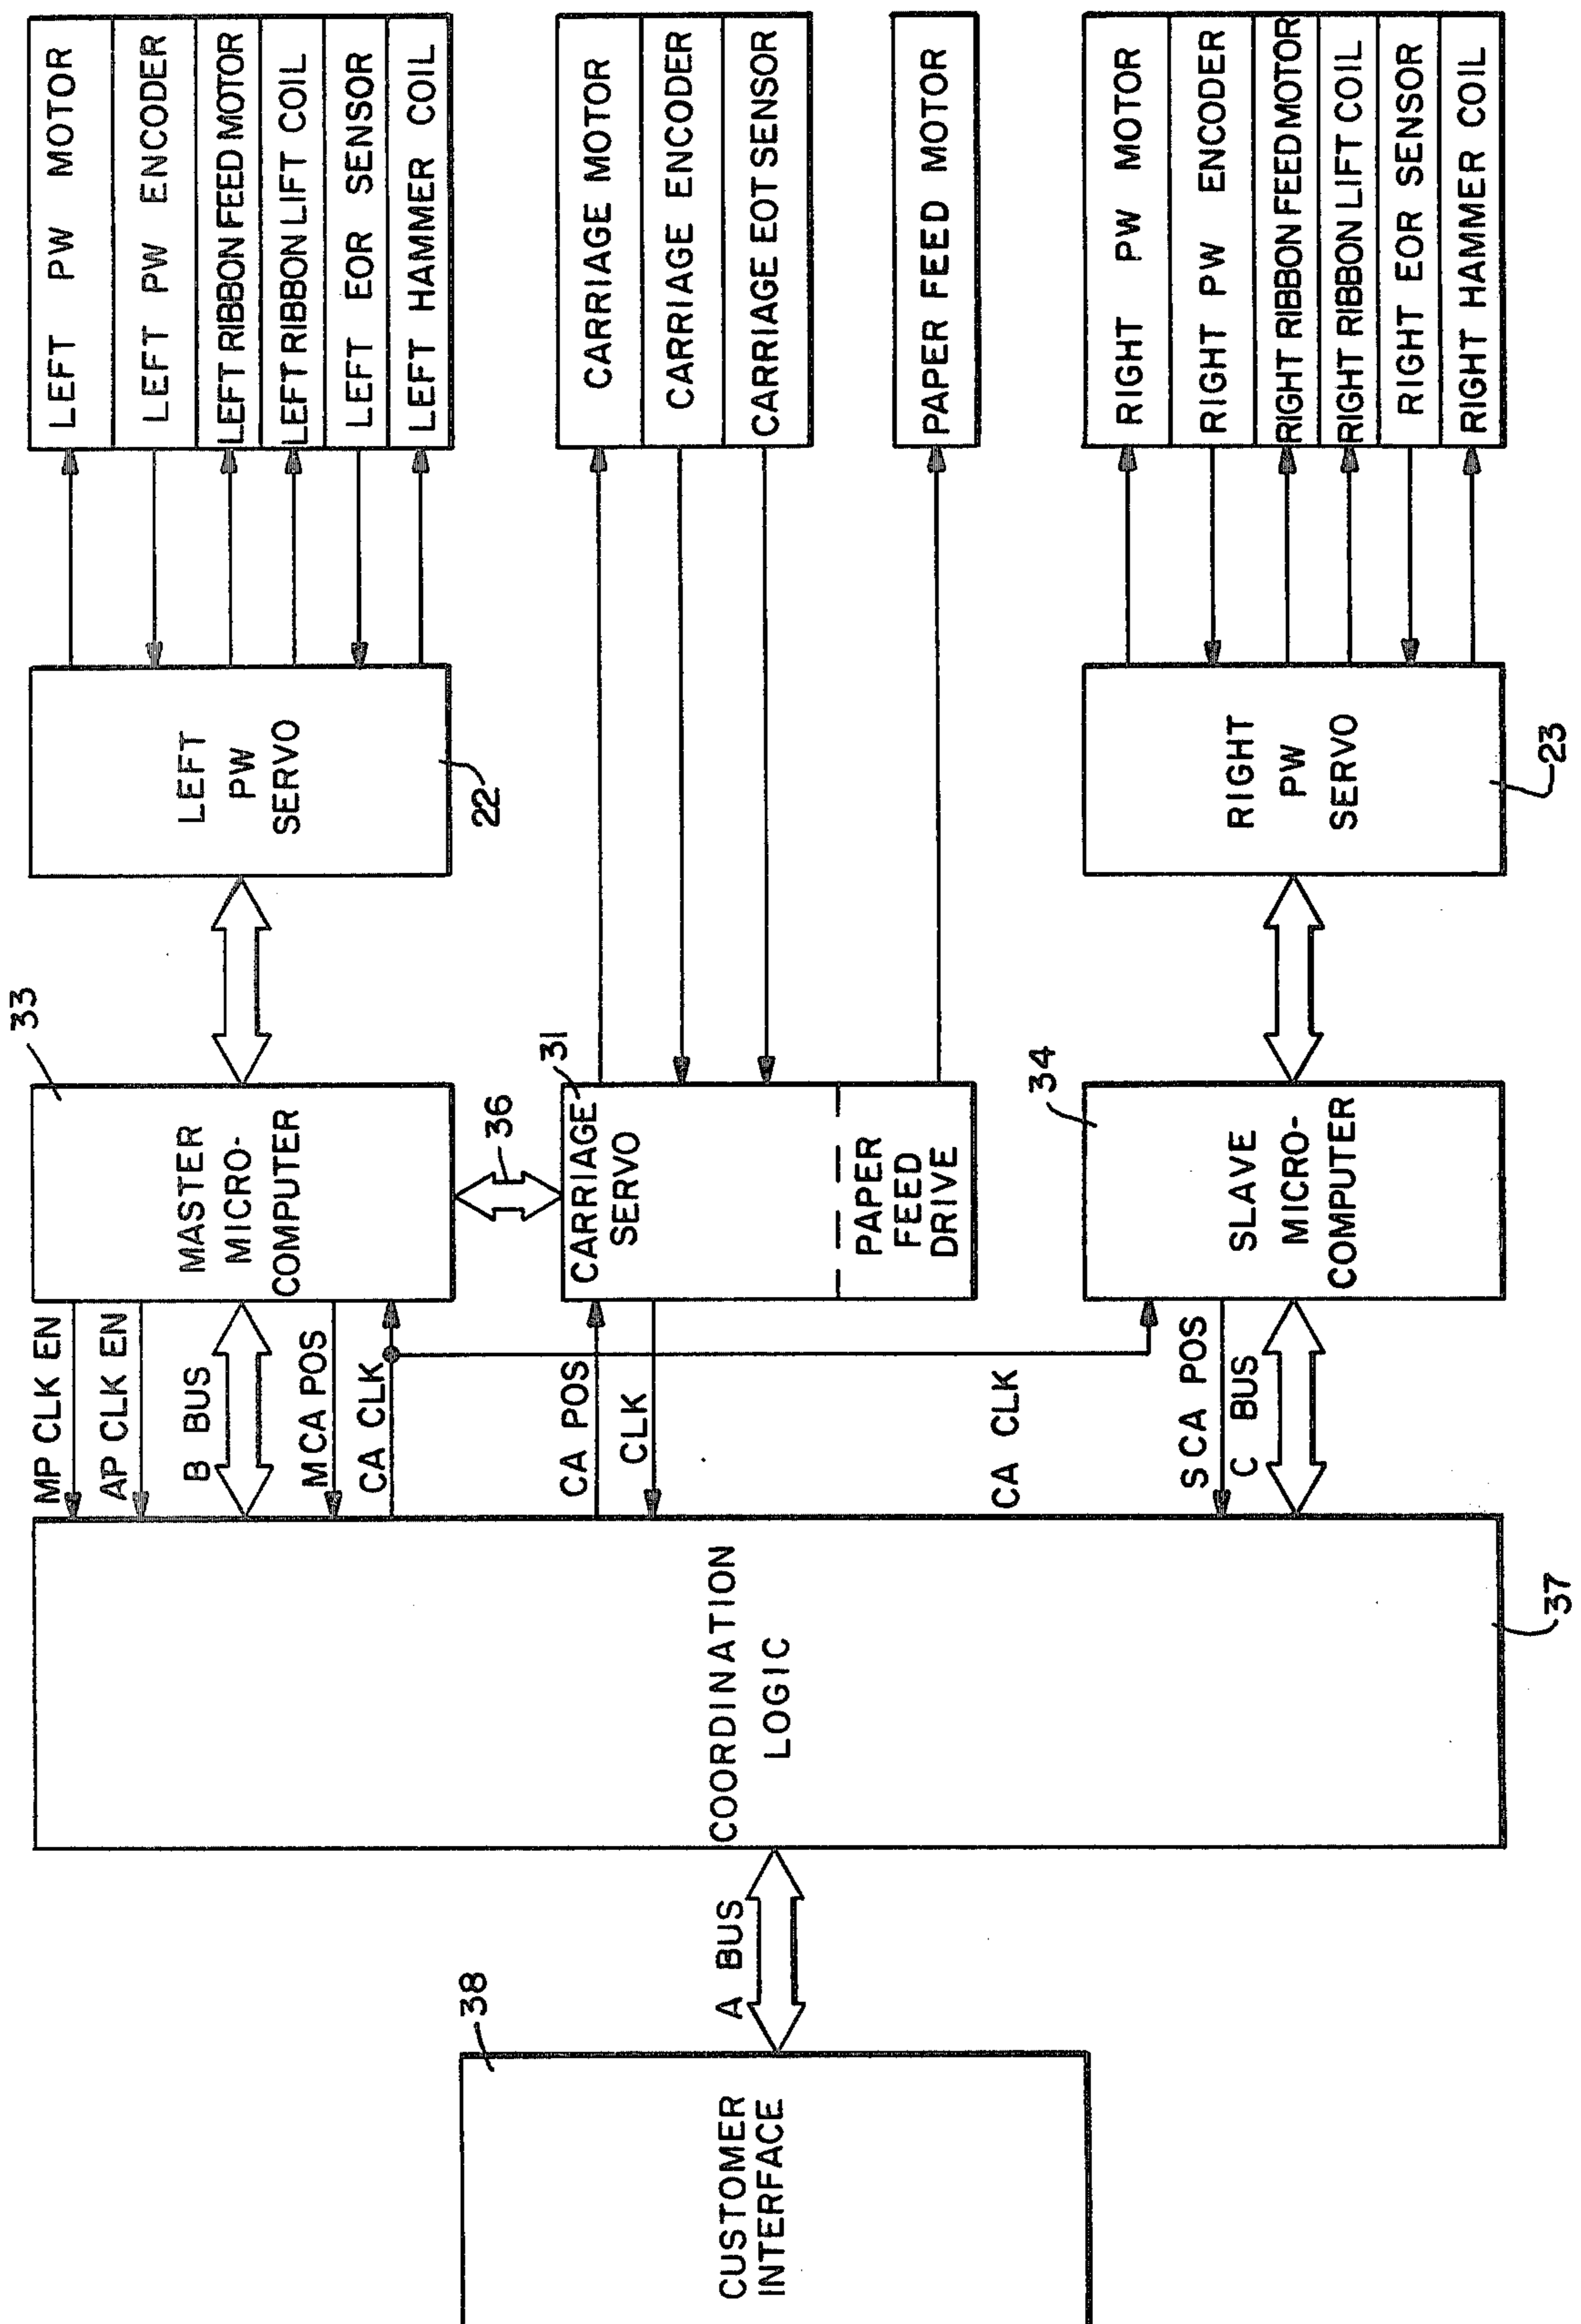 CUSTOMER
INTERFACE
38
A BUS
COORDINATION
LOGIC
37
MP CLK EN
AP CLK EN
B BUS
M CA POS
CA CLK
CA POS
CLK
CA CLK
S CA POS
C BUS
MASTER
MICRO-
COMPUTER
33
36
CARRIAGE
SERVO
31
PAPER
FEED
DRIVE
SLAVE
MICRO-
COMPUTER
34
LEFT
PW
SERVO
22
RIGHT
PW
SERVO
23
LEFT PW MOTOR
LEFT PW ENCODER
LEFT RIBBON FEED MOTOR
LEFT RIBBON LIFT COIL
LEFT EOR SENSOR
LEFT HAMMER COIL
CARRIAGE MOTOR
CARRIAGE ENCODER
CARRIAGE EOT SENSOR
PAPER FEED MOTOR
RIGHT PW MOTOR
RIGHT PW ENCODER
RIGHT RIBBON FEED MOTOR
RIGHT RIBBON LIFT COIL
RIGHT EOR SENSOR
RIGHT HAMMER COIL